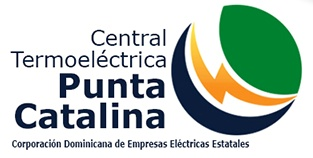 Central
Termoeléctrica
Punta
Catalina
Corporación Dominicana de Empresas Eléctricas Estatales